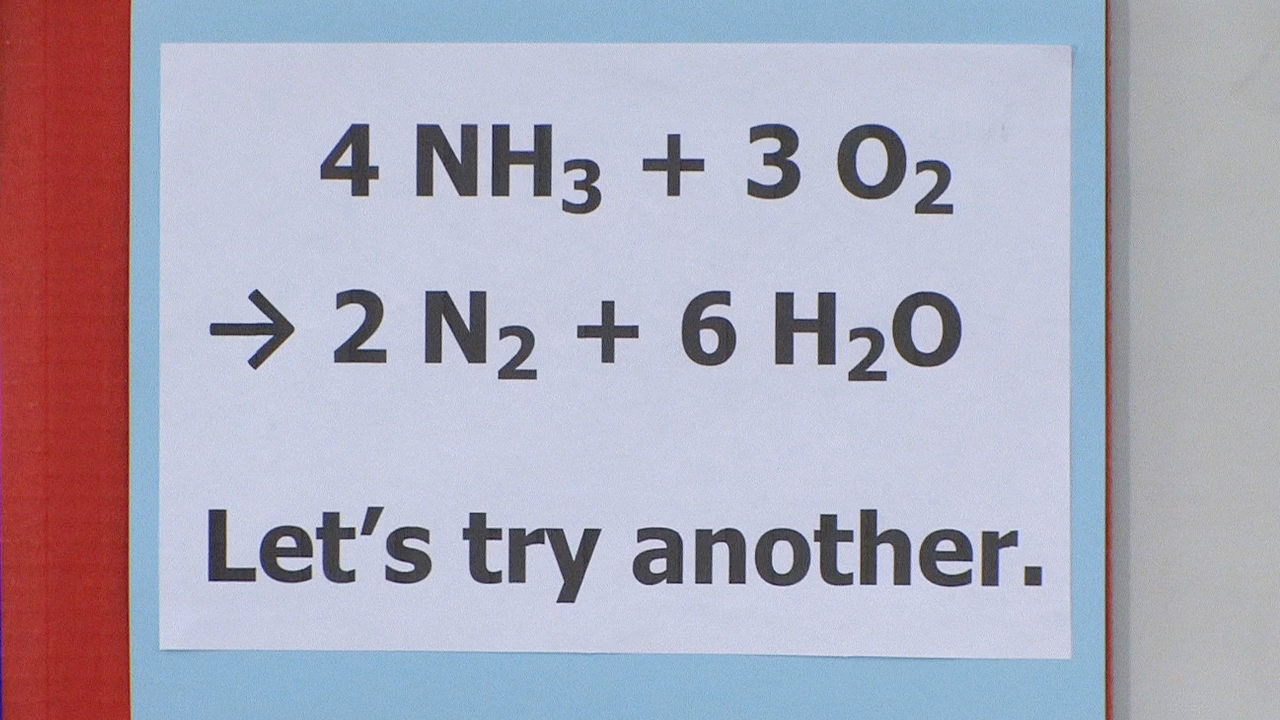 4 NH₃ + 3 O₂
→ 2 N₂ + 6 H₂O
Let’s try another.